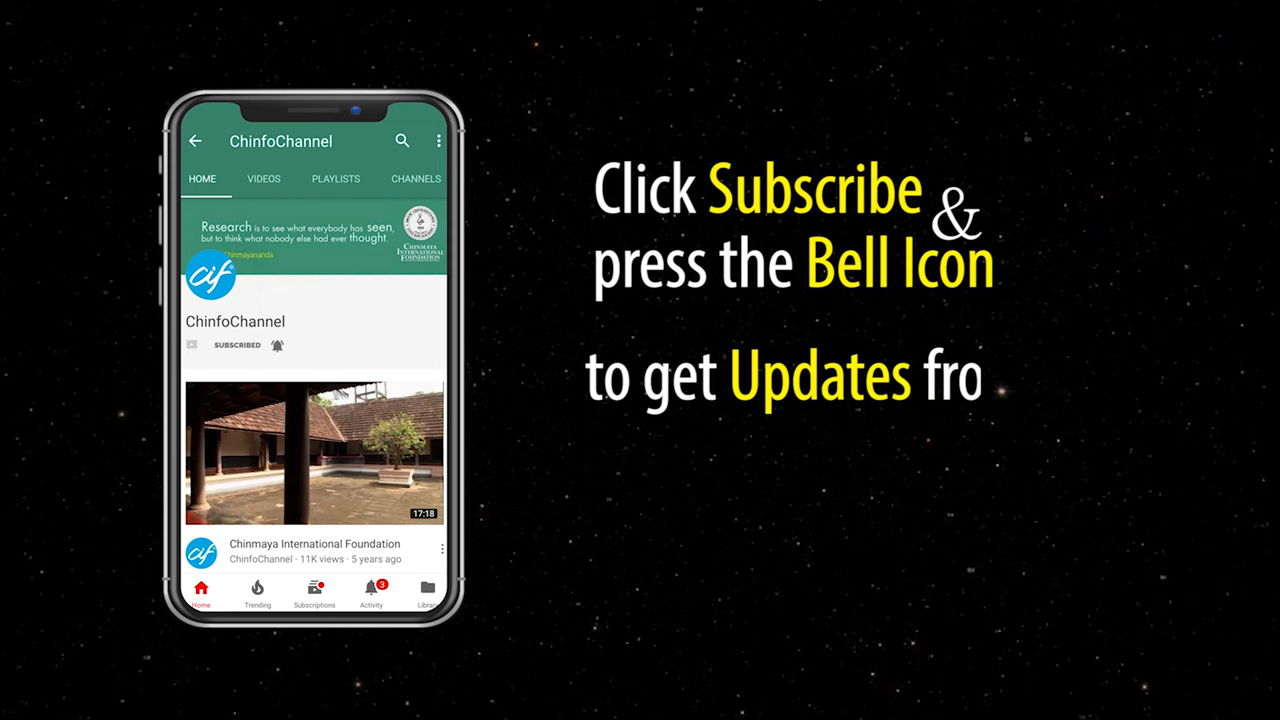 ChinfoChannel
HOME VIDEOS PLAYLISTS CHANNELS
Research is to see what everybody has seen,
but to think what nobody else had ever thought.
Chinmayananda
CHINMAYA
INTERNATIONAL
FOUNDATION
cif
ChinfoChannel
SUBSCRIBED
17:18
cif
Chinmaya International Foundation
ChinfoChannel · 11K views · 5 years ago
3
Home Trending Subscriptions Activity
Click Subscribe &
press the Bell Icon
to get Updates fro